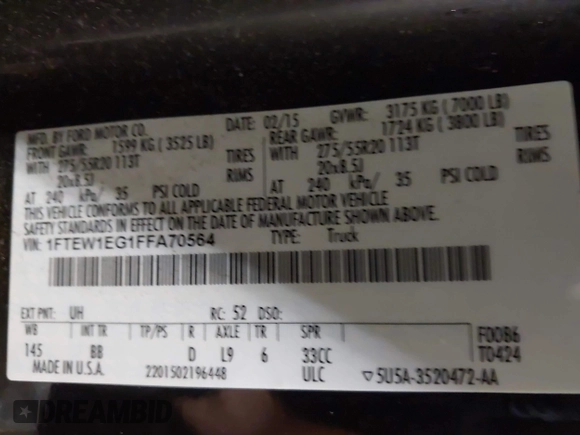 MFG. BY FORD MOTOR CO. DATE: 02/15 GVWR: 3175 KG ( 7000 LB)
FRONT GAWR: 1599 KG ( 3525 LB) REAR GAWR: 1724 KG ( 3800 LB)
WITH 275/55R20 113T TIRES WITH 275/55R20 113T TIRES
20x8.5J RIMS 20x8.5J RIMS
AT 240 kPa/ 35 PSI COLD AT 240 kPa/ 35 PSI COLD
THIS VEHICLE CONFORMS TO ALL APPLICABLE FEDERAL MOTOR VEHICLE
SAFETY STANDARDS IN EFFECT ON THE DATE OF MANUFACTURE SHOWN ABOVE.
VIN: 1FTEW1EG1FFA70564 TYPE: Truck
EXT PNT: UH RC: 52 DSO:
WB INT TR TP/PS R AXLE TR SPR F00B6
145 BB D L9 6 33CC T0424
MADE IN U.S.A. 2201502196448 ULC ▽5U5A-3520472-AA
DREAMBID